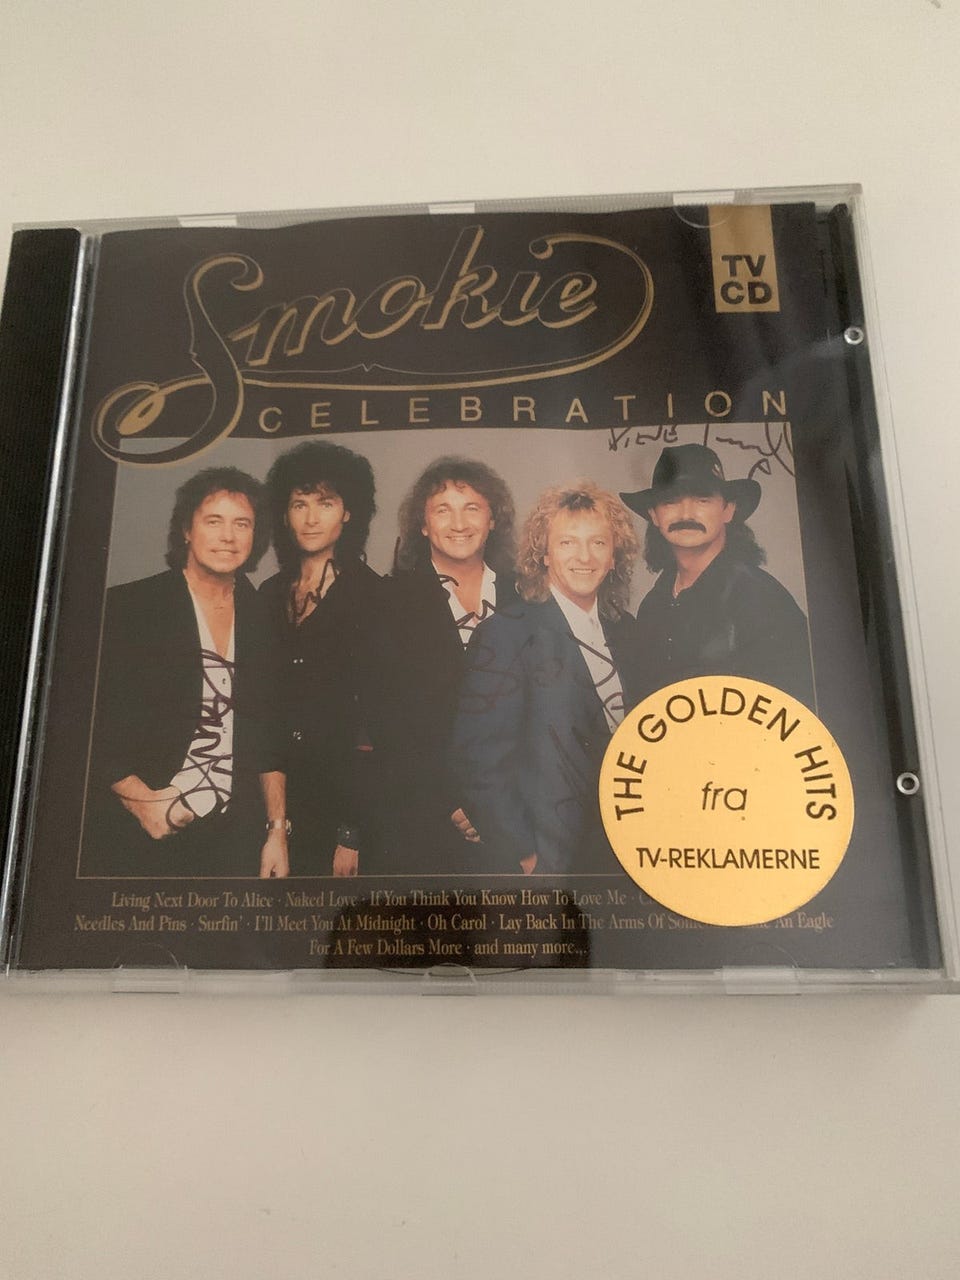 Smokie
TV
CD
CELEBRATION
THE GOLDEN HITS
fra
TV-REKLAMERNE
Living Next Door To Alice · Naked Love · If You Think You Know How To Love Me ·
Needles And Pins · Surfin' · I'll Meet You At Midnight · Oh Carol · Lay Back In The Arms Of An Eagle
For A Few Dollars More · and many more...